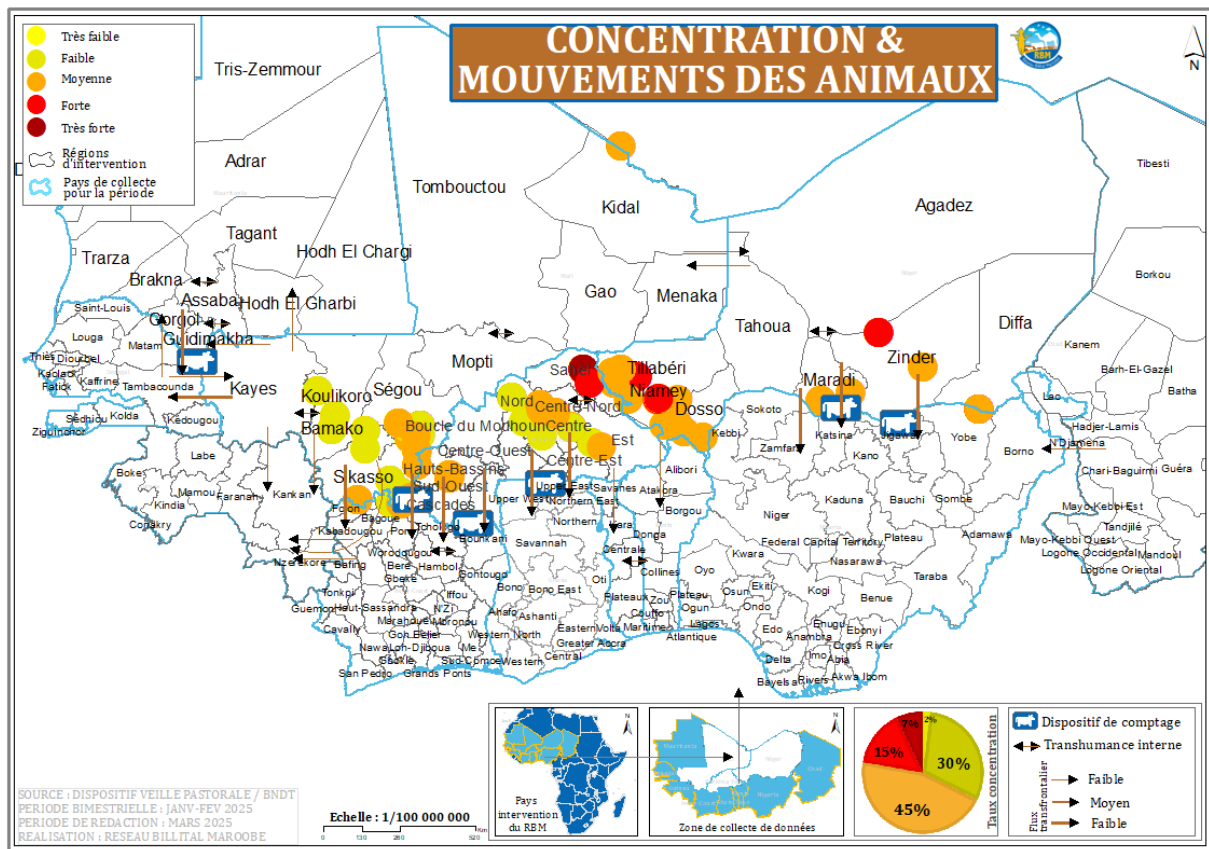 CONCENTRATION &
MOUVEMENTS DES ANIMAUX
RBM
N
Très faible
Faible
Moyenne
Forte
Très forte
Régions
d'intervention
Pays de collecte
pour la période
Tris-Zemmour
Adrar
Tombouctou
Kidal
Agadez
Tibesti
Trarza
Tagant
Hodh El Chargi
Brakna
Assaba
Hodh El Gharbi
Gao
Menaka
Tahoua
Diffa
Borkou
Saint-Louis
Gorgol
Guidimakha
Louga
Matam
Thiès
Diourbel
Kaolack
Fatick
Kaffrine
Tambacounda
Kayes
Mopti
Ségou
Koulikoro
Bamako
Sahel
Tillabéri
Niamey
Dosso
Maradi
Zinder
Kanem
Barh-El-Gazel
Batha
Lao
Sédhiou
Kolda
Ziguinchor
Kédougou
Nord
Centre-Nord
Boucle du Mouhoun
Centre
Est
Centre-Ouest
Centre-Est
Sikasso
Hauts-Bassins
Sud-Ouest
Cascades
Sokoto
Kebbi
Zamfara
Katsina
Kano
Jigawa
Yobe
Borno
N'Djamena
Hadjer-Lamis
Chari-Baguirmi
Guéra
Labe
Boke
Mamou
Kindia
Faranah
Kankan
Conakry
Nzerekore
Folon
Bagoue
Kabadougou
Poro
Tchologo
Bounkani
Upper West
Upper East
Northern East
Northern
Savanes
Kara
Atakora
Alibori
Borgou
Donga
Centrale
Collines
Kaduna
Bauchi
Gombe
Adamawa
Mayo-Kebbi Est
Mayo-Kebbi Ouest
Tandjilé
Logone Occidental
Mandoul
Logone Oriental
Niger
Federal Capital Territory
Plateau
Nasarawa
Taraba
Worodougou
Bafing
Bere
Hambol
Gbeke
Gontougo
Savannah
Oti
Bono
Bono East
Kwara
Oyo
Tonkpi
Guemon
Haut-Sassandra
Marahoue
Iffou
N'Zi
Moronou
Cavally
Goh
Belier
Nawa
Loh-Djiboua
Me
Gbokle
San Pedro
Grands Ponts
Sud-Comoe
Ahafo
Ashanti
Western North
Western
Eastern
Volta
Greater Accra
Central
Plateaux
Zou
Couffo
Maritime
Plateau
Atlantique
Ogun
Lagos
Osun
Ekiti
Ondo
Kogi
Benue
Edo
Enugu
Anambra
Ebonyi
Cross River
Delta
Imo
Abia
Bayelsa
Rivers
Akwa Ibom
SOURCE : DISPOSITIF VEILLE PASTORALE / BNDT
PERIODE BIMESTRIELLE : JANV-FEV 2025
PERIODE DE REDACTION : MARS 2025
REALISATION : RESEAU BILLITAL MAROOBE
Echelle : 1/100 000 000
0 130 260 520
Km
N
Pays
intervention
du RBM
N
Zone de collecte de données
2%
7%
15%
30%
45%
Taux concentration
Dispositif de comptage
Transhumance interne
Flux
transfrontalier
Faible
Moyen
Faible